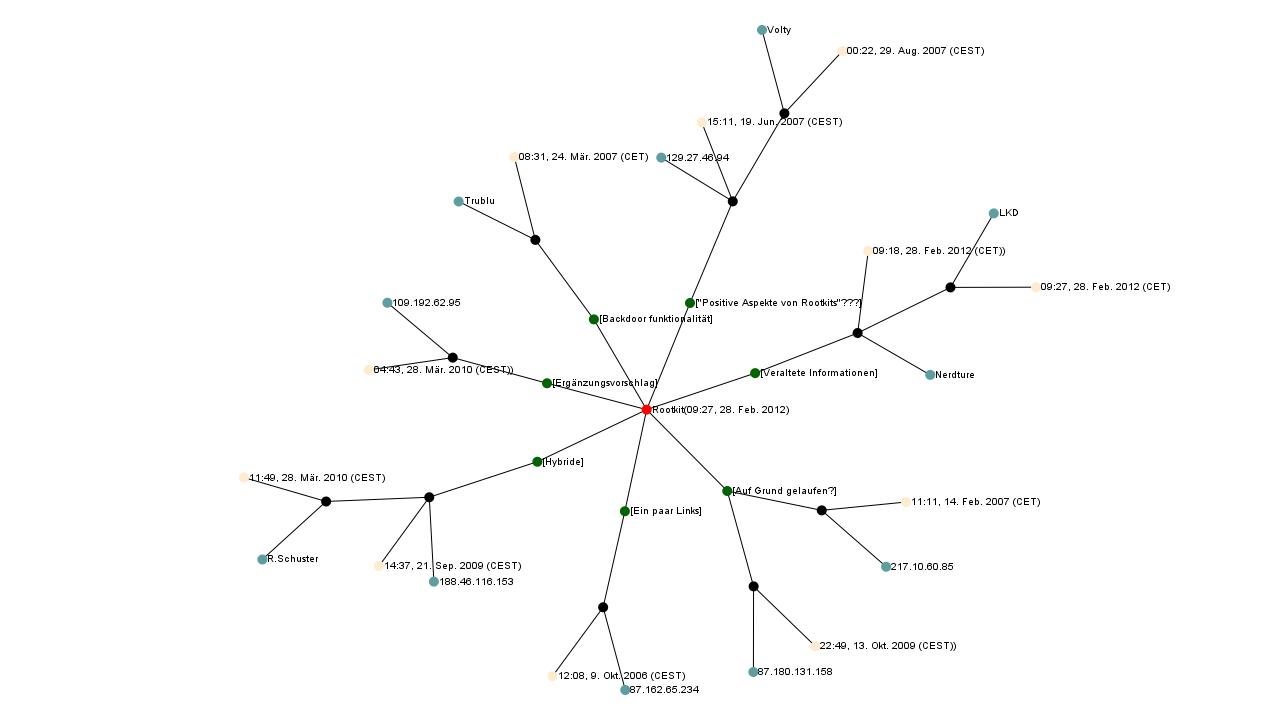 Volty
00:22, 29. Aug. 2007 (CEST)
15:11, 19. Jun. 2007 (CEST)
08:31, 24. Mär. 2007 (CET)
129.27.46.94
Trublu
LKD
09:18, 28. Feb. 2012 (CET))
09:27, 28. Feb. 2012 (CET)
109.192.62.95
["Positive Aspekte von Rootkits"???]
[Backdoor funktionalität]
04:43, 28. Mär. 2010 (CEST))
[Veraltete Informationen]
Nerdture
[Ergänzungsvorschlag]
Rootkit(09:27, 28. Feb. 2012)
[Hybride]
11:49, 28. Mär. 2010 (CEST)
[Auf Grund gelaufen?]
11:11, 14. Feb. 2007 (CET)
[Ein paar Links]
R.Schuster
14:37, 21. Sep. 2009 (CEST)
217.10.60.85
188.46.116.153
22:49, 13. Okt. 2009 (CEST))
87.180.131.158
12:08, 9. Okt. 2006 (CEST)
87.162.65.234